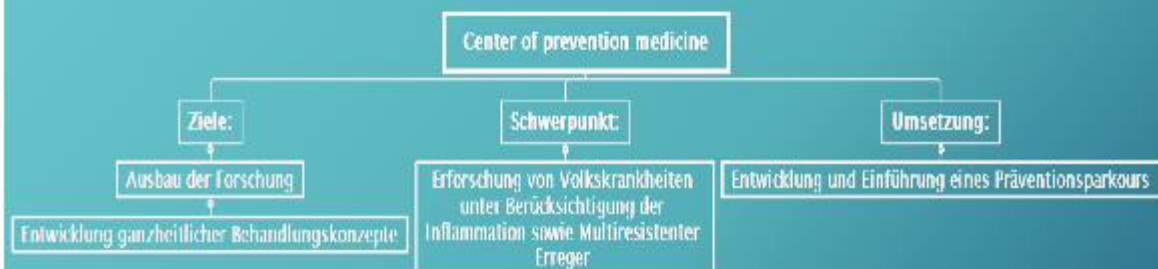 Center of prevention medicine
Ziele:
Ausbau der Forschung
Entwicklung ganzheitlicher Behandlungskonzepte
Schwerpunkt:
Erforschung von Volkskrankheiten
unter Berücksichtigung der
Inflammation sowie Multiresistenter
Erreger
Umsetzung:
Entwicklung und Einführung eines Präventionsparkours